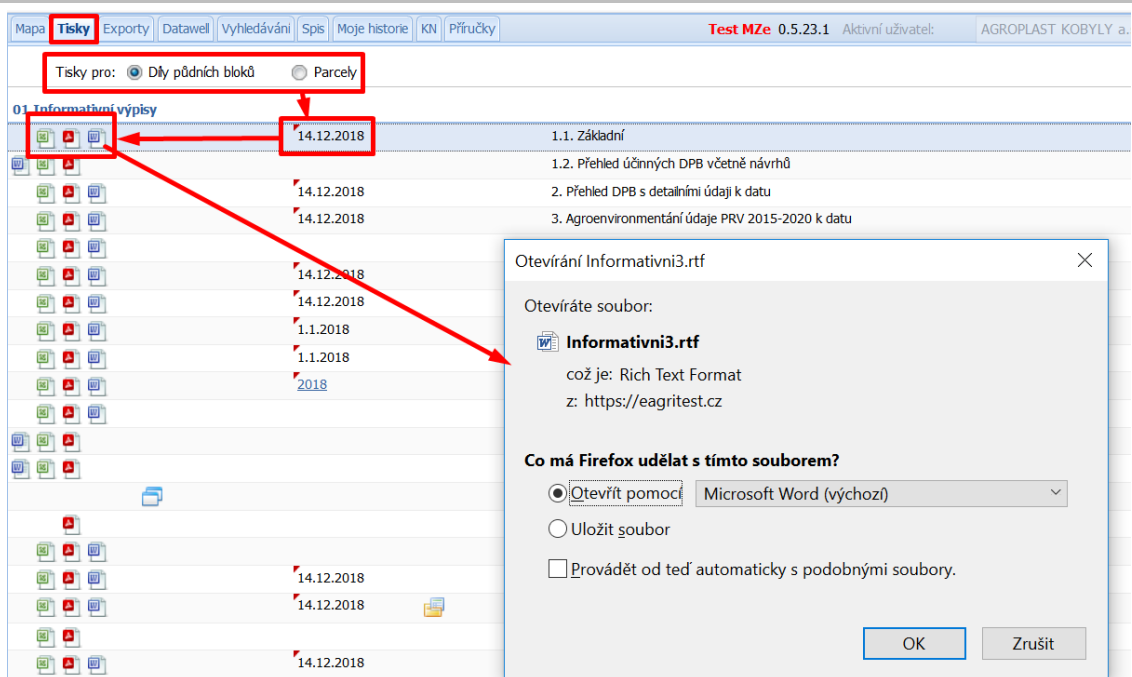 Mapa Tisky Exporty Datawell Vyhledávání Spis Moje historie KN Příručky Test MZe 0.5.23.1 Aktivní uživatel: AGROPLAST KOBYLY a.
Tisky pro: Díly půdních bloků Parcely
01 Informativní výpisy
14.12.2018 1.1. Základní
1.2. Přehled účinných DPB včetně návrhů
14.12.2018 2. Přehled DPB s detailními údaji k datu
14.12.2018 3. Agroenvironmentání údaje PRV 2015-2020 k datu
14.12.2018
14.12.2018
1.1.2018
1.1.2018
2018
14.12.2018
14.12.2018
14.12.2018
Otevírání Informativni3.rtf
Otevíráte soubor:
Informativni3.rtf
což je: Rich Text Format
z: https://eagritest.cz
Co má Firefox udělat s tímto souborem?
Otevřít pomocí Microsoft Word (výchozí)
Uložit soubor
Provádět od teď automaticky s podobnými soubory.
OK Zrušit